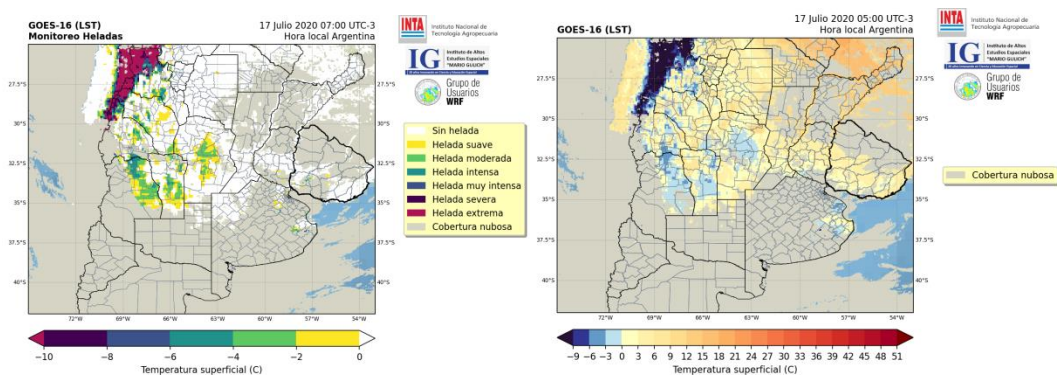 GOES-16 (LST)
Monitoreo Heladas
17 Julio 2020 07:00 UTC-3
Hora local Argentina
27.5°S
30°S
32.5°S
35°S
37.5°S
40°S
72°W
69°W
66°W
63°W
60°W
57°W
54°W
−10
−8
−6
−4
−2
0
Temperatura superficial (C)
INTA
Instituto Nacional de
Tecnología Agropecuaria
IG
Instituto de Altos
Estudios Espaciales
"MARIO GULICH"
Grupo de
Usuarios
WRF
Sin helada
Helada suave
Helada moderada
Helada intensa
Helada muy intensa
Helada severa
Helada extrema
Cobertura nubosa
GOES-16 (LST)
17 Julio 2020 05:00 UTC-3
Hora local Argentina
27.5°S
30°S
32.5°S
35°S
37.5°S
40°S
72°W
69°W
66°W
63°W
60°W
57°W
54°W
−9
−6
−3
0
3
6
9
12
15
18
21
24
27
30
33
36
39
42
45
48
51
Temperatura superficial (C)
INTA
Instituto Nacional de
Tecnología Agropecuaria
IG
Instituto de Altos
Estudios Espaciales
"MARIO GULICH"
Grupo de
Usuarios
WRF
Cobertura nubosa